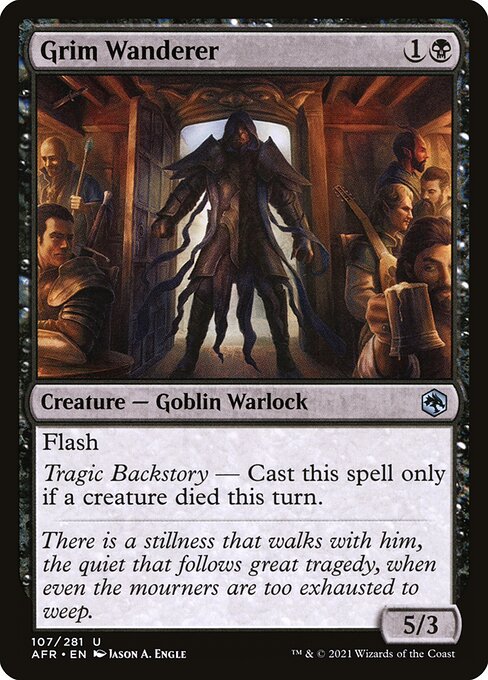 Grim Wanderer 1
Creature — Goblin Warlock
Flash
Tragic Backstory — Cast this spell only
if a creature died this turn.
There is a stillness that walks with him,
the quiet that follows great tragedy, when
even the mourners are too exhausted to
weep.
5/3
107/281 U
AFR • EN Jason A. Engle
™ & © 2021 Wizards of the Coast